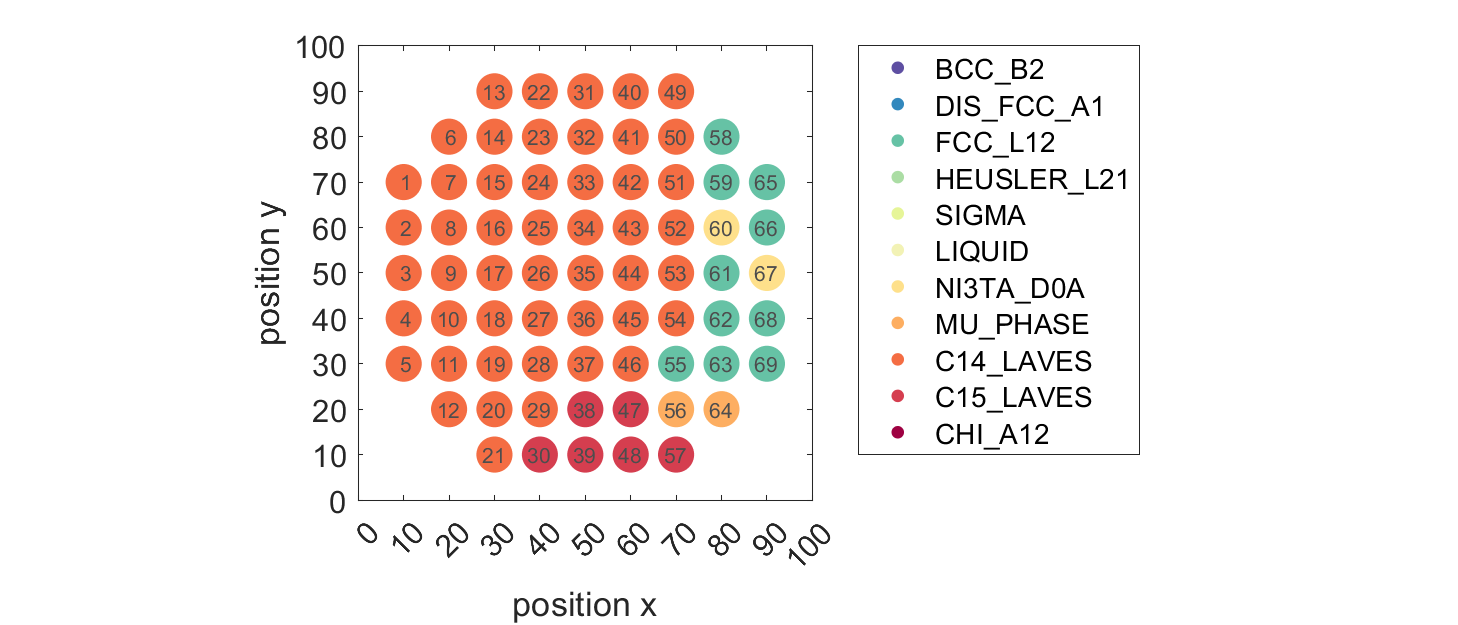 100
90
80
70
60
50
40
30
20
10
0
13 22 31 40 49
6 14 23 32 41 50 58
1 7 15 24 33 42 51 59 65
2 8 16 25 34 43 52 60 66
3 9 17 26 35 44 53 61 67
4 10 18 27 36 45 54 62 68
5 11 19 28 37 46 55 63 69
12 20 29 38 47 56 64
21 30 39 48 57
0 10 20 30 40 50 60 70 80 90 100
position x
position y
BCC_B2
DIS_FCC_A1
FCC_L12
HEUSLER_L21
SIGMA
LIQUID
NI3TA_D0A
MU_PHASE
C14_LAVES
C15_LAVES
CHI_A12